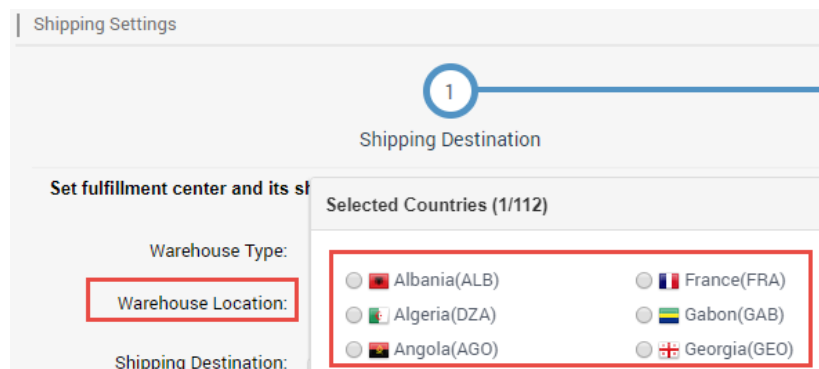 Shipping Settings
1
Shipping Destination
Set fulfillment center and its
Selected Countries (1/112)
Warehouse Type:
Albania(ALB) France(FRA)
Warehouse Location:
Algeria(DZA) Gabon(GAB)
Angola(AGO) Georgia(GEO)
Shipping Destination: